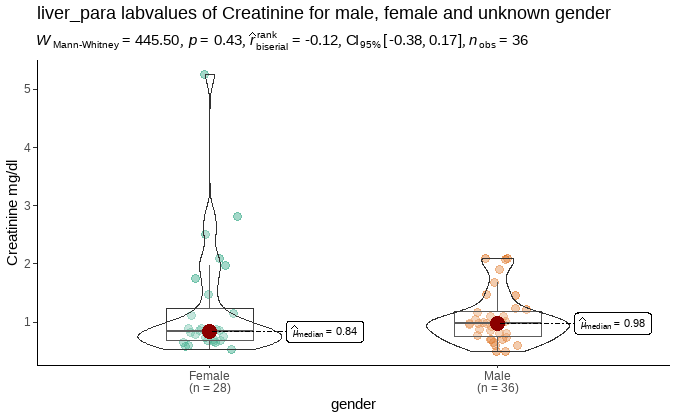 liver_para labvalues of Creatinine for male, female and unknown gender
W Mann-Whitney = 445.50, p = 0.43, r̂ rank biserial = -0.12, CI95% [-0.38, 0.17], n obs = 36
Creatinine mg/dl
5
4
3
2
1
μ̂median = 0.84
μ̂median = 0.98
Female
(n = 28)
Male
(n = 36)
gender